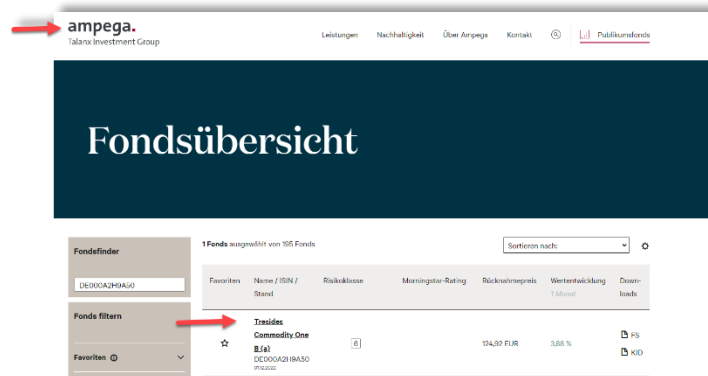 ampega.
Talanx Investment Group
Leistungen Nachhaltigkeit Über Ampega Kontakt Publikumsfonds
Fondsübersicht
Fondsfinder
DE000A2H9A50
Fonds filtern
Favoriten
1 Fonds ausgewählt von 195 Fonds
Sortieren nach:
Favoriten Name / ISIN / Stand Risikoklasse Morningstar-Rating Rücknahmepreis Wertentwicklung 1 Monat Down-loads
Tresides
Commodity One
B (a)
DE000A2H9A50
01.12.2022
6
124,92 EUR
3,88 %
FS
KID